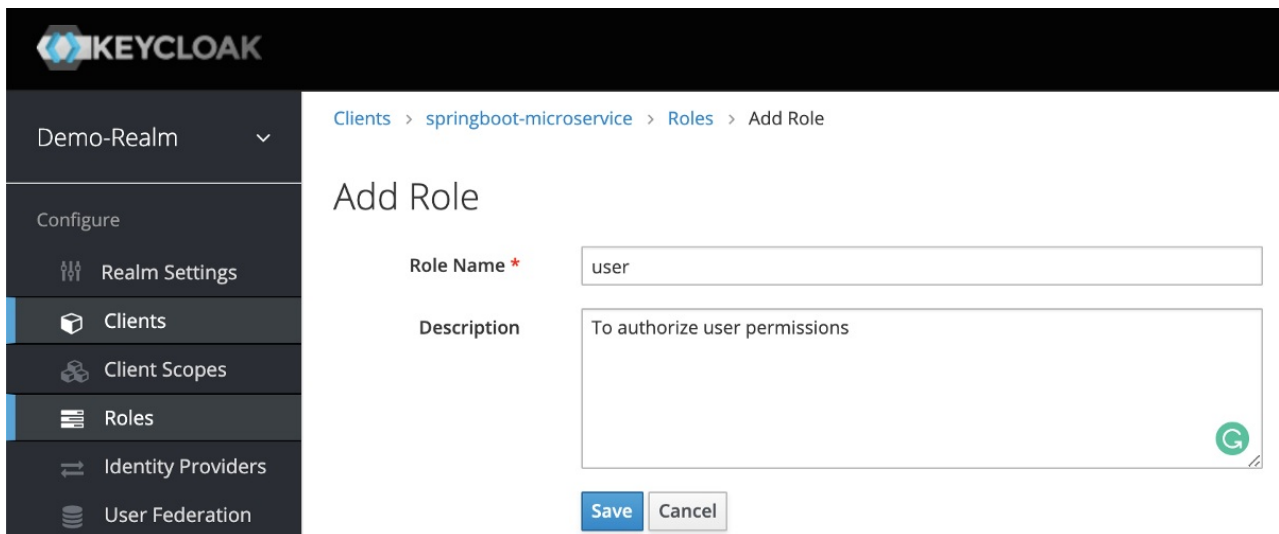 KEYCLOAK
Demo-Realm
Configure
Realm Settings
Clients
Client Scopes
Roles
Identity Providers
User Federation
Clients > springboot-microservice > Roles > Add Role
Add Role
Role Name *
user
Description
To authorize user permissions
Save Cancel